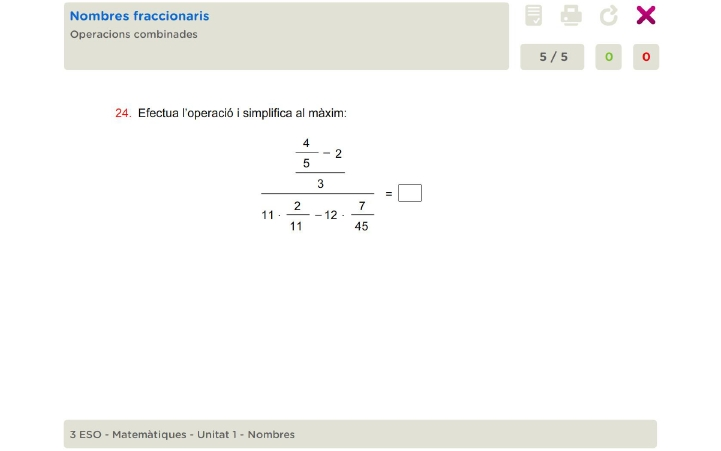 Nombres fraccionaris
Operacions combinades
5 / 5
0
0
24. Efectua l'operació i simplifica al màxim:
4
5
− 2
3
11 · 2/11 − 12 · 7/45
=
3 ESO - Matemàtiques - Unitat 1 - Nombres